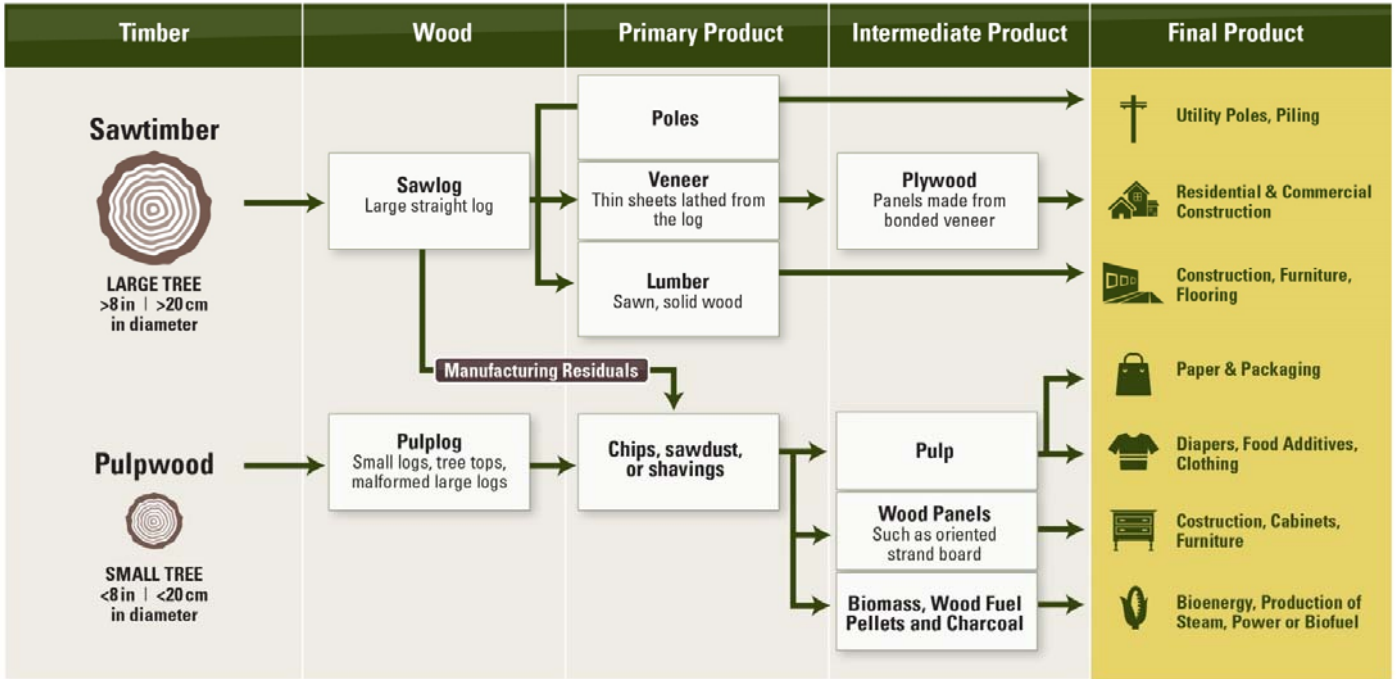 Timber
Wood
Primary Product
Intermediate Product
Final Product
Sawtimber
LARGE TREE
>8 in | >20 cm
in diameter
Sawlog
Large straight log
Poles
Veneer
Thin sheets lathed from
the log
Lumber
Sawn, solid wood
Plywood
Panels made from
bonded veneer
Utility Poles, Piling
Residential & Commercial
Construction
Construction, Furniture,
Flooring
Manufacturing Residuals
Pulpwood
SMALL TREE
<8 in | <20 cm
in diameter
Pulplog
Small logs, tree tops,
malformed large logs
Chips, sawdust,
or shavings
Pulp
Wood Panels
Such as oriented
strand board
Biomass, Wood Fuel
Pellets and Charcoal
Paper & Packaging
Diapers, Food Additives,
Clothing
Costruction, Cabinets,
Furniture
Bioenergy, Production of
Steam, Power or Biofuel